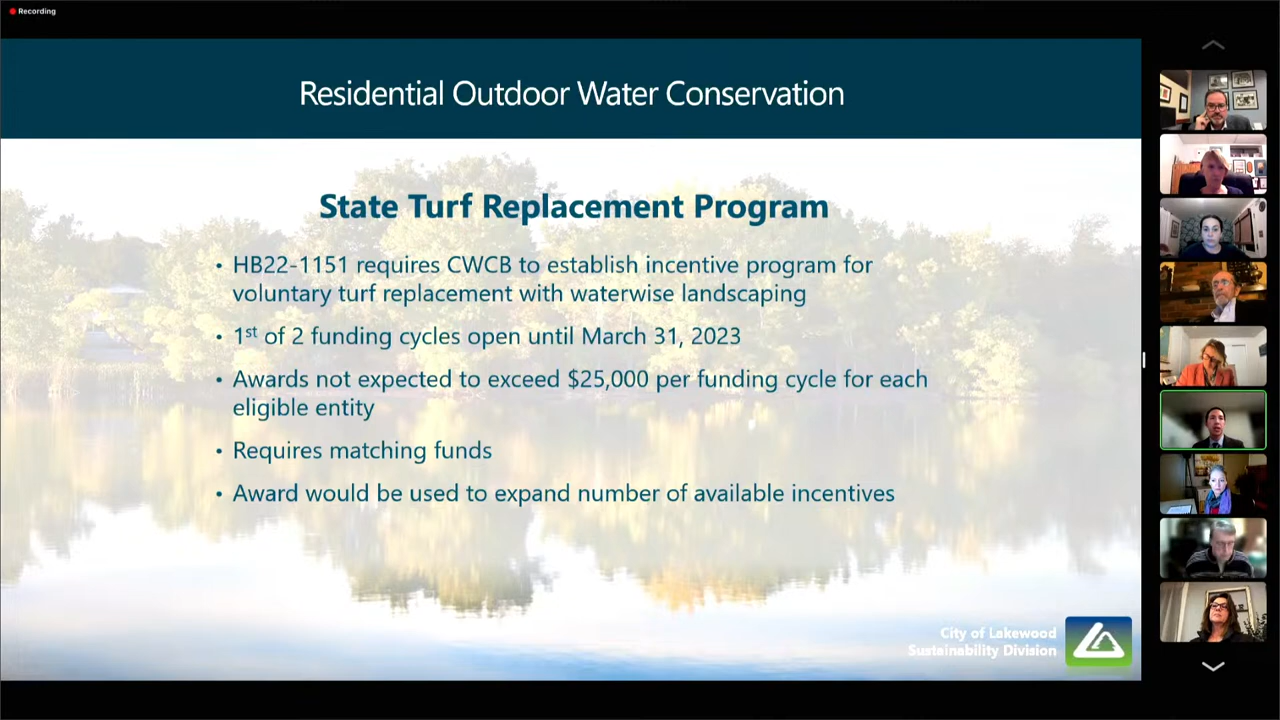 Recording
Residential Outdoor Water Conservation
State Turf Replacement Program
• HB22-1151 requires CWCB to establish incentive program for
voluntary turf replacement with waterwise landscaping
• 1st of 2 funding cycles open until March 31, 2023
• Awards not expected to exceed $25,000 per funding cycle for each
eligible entity
• Requires matching funds
• Award would be used to expand number of available incentives
City of Lakewood
Sustainability Division